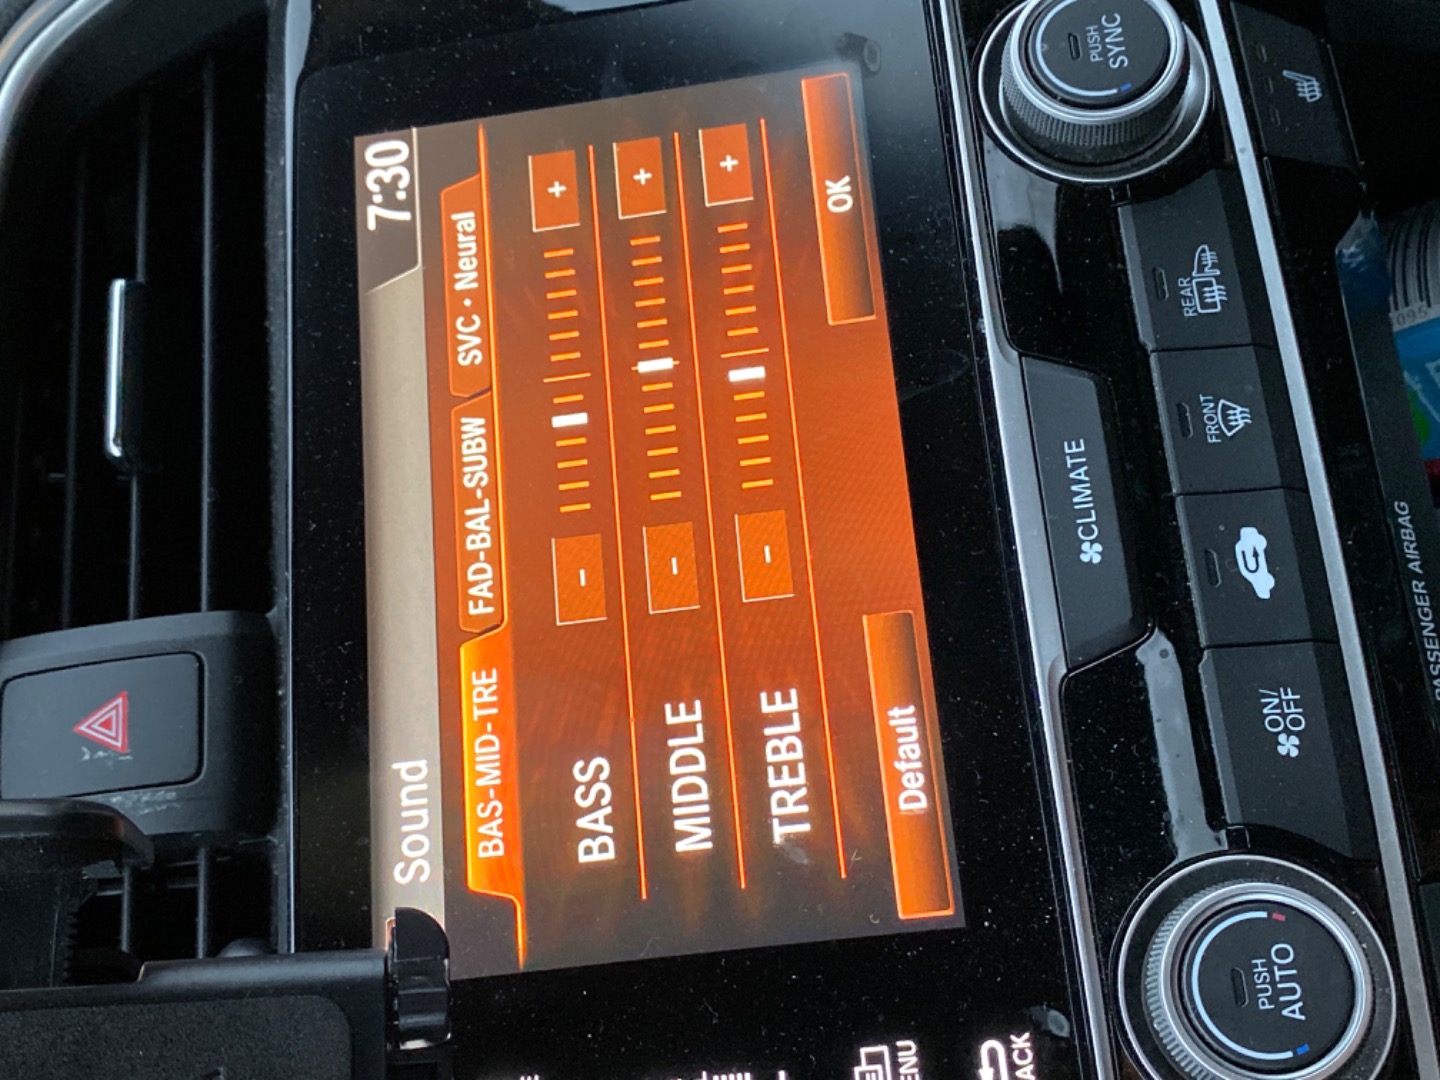 Sound 7:30
BAS-MID-TRE FAD-BAL-SUBW SVC • Neural
BASS - +
MIDDLE - +
TREBLE - +
Default OK
CLIMATE
PUSH
AUTO
ON/
OFF
FRONT
REAR
PUSH
SYNC
PASSENGER AIRBAG